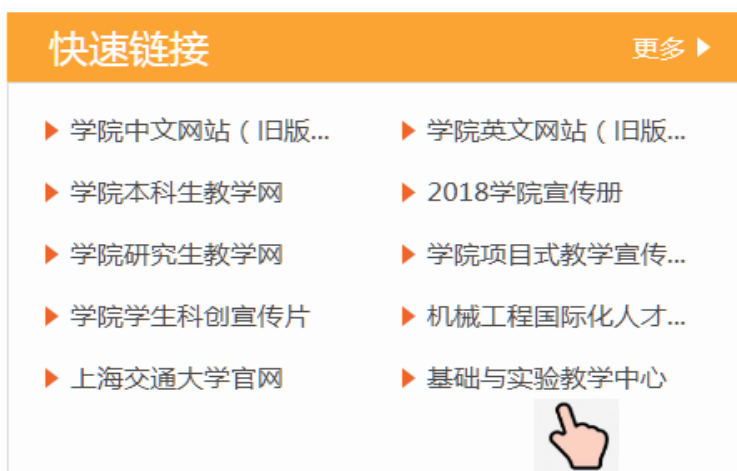 快速链接
更多
学院中文网站（旧版...
学院英文网站（旧版...
学院本科生教学网
2018学院宣传册
学院研究生教学网
学院项目式教学宣传...
学院学生科创宣传片
机械工程国际化人才...
上海交通大学官网
基础与实验教学中心